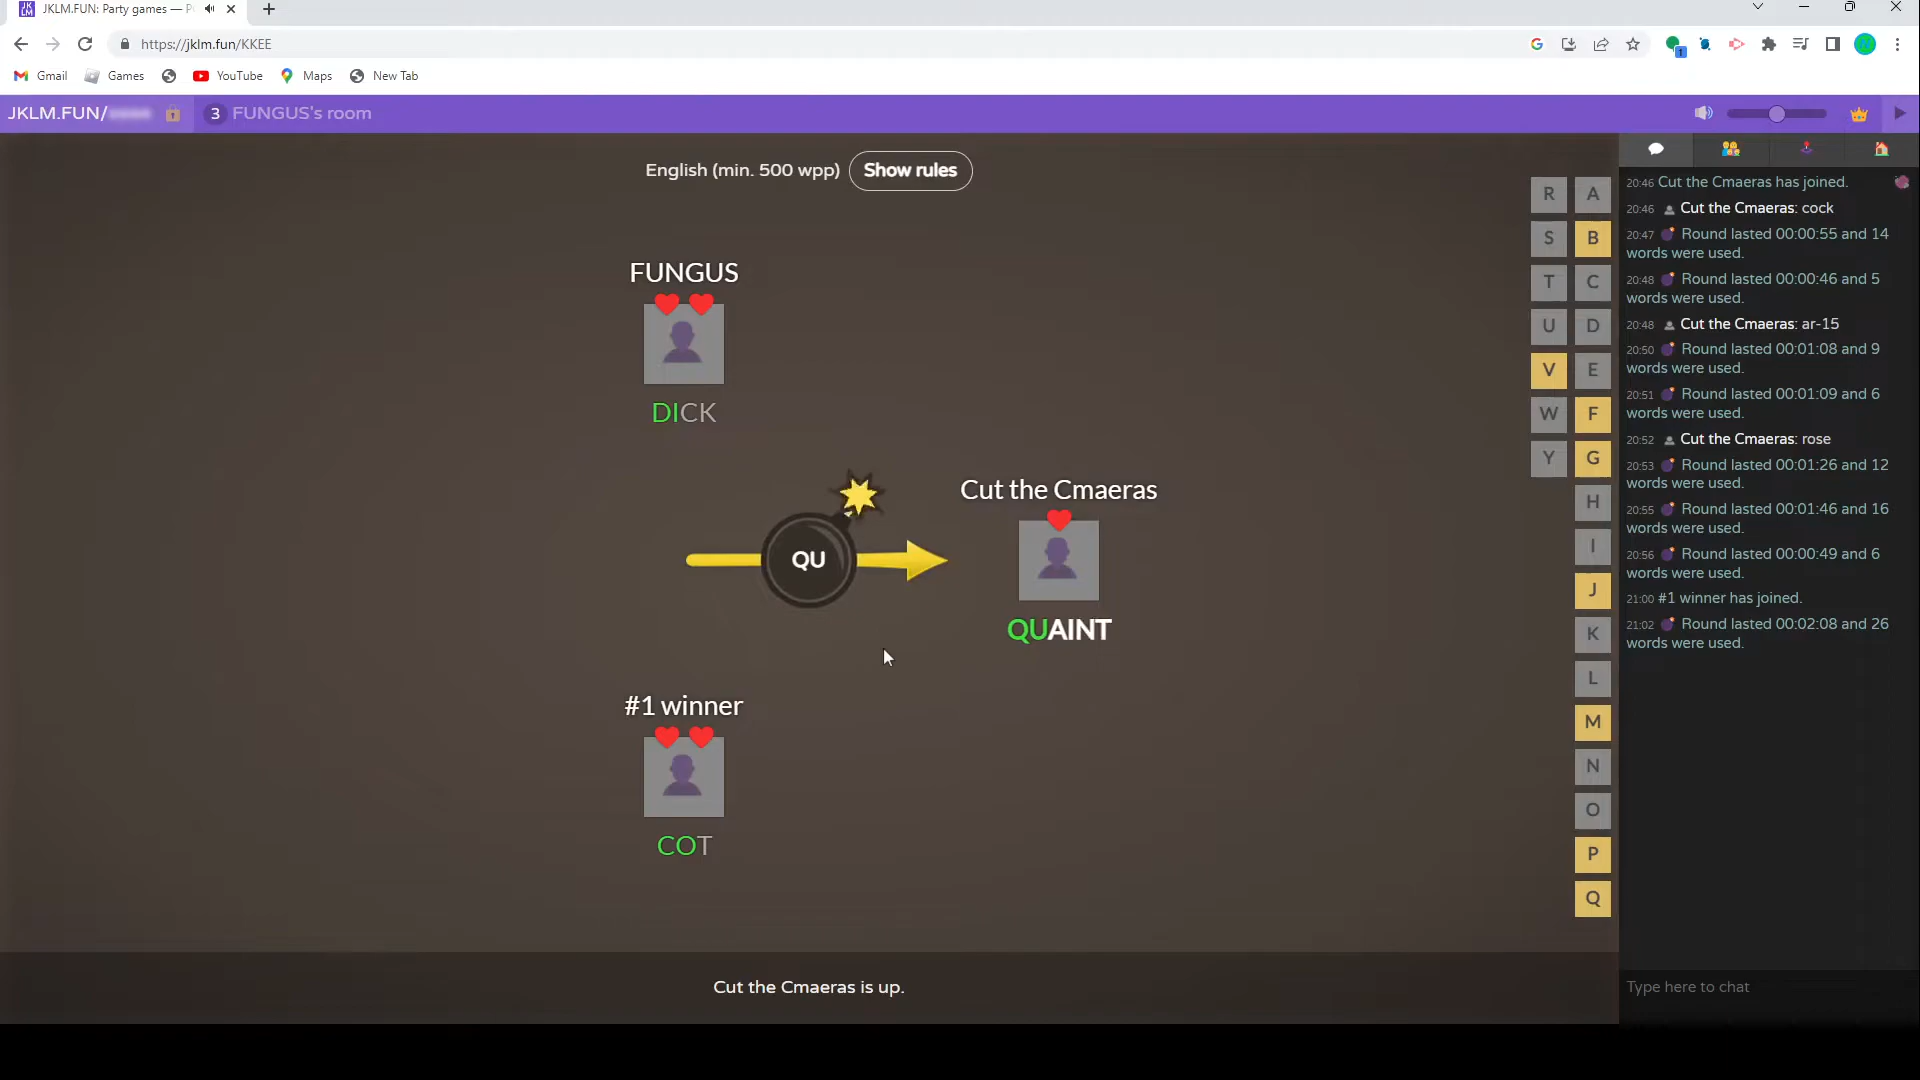 JKLM.FUN: Party games — P
https://jklm.fun/KKEE
1
Gmail
Games
YouTube
Maps
New Tab
JKLM.FUN/
3 FUNGUS's room
English (min. 500 wpp) Show rules
FUNGUS
DICK
QU
Cut the Cmaeras
QUAINT
#1 winner
COT
Cut the Cmaeras is up.
R A
S B
T C
U D
V E
W F
Y G
H
I
J
K
L
M
N
O
P
Q
20:46 Cut the Cmaeras has joined.
20:46 Cut the Cmaeras: cock
20:47 Round lasted 00:00:55 and 14
words were used.
20:48 Round lasted 00:00:46 and 5
words were used.
20:48 Cut the Cmaeras: ar-15
20:50 Round lasted 00:01:08 and 9
words were used.
20:51 Round lasted 00:01:09 and 6
words were used.
20:52 Cut the Cmaeras: rose
20:53 Round lasted 00:01:26 and 12
words were used.
20:55 Round lasted 00:01:46 and 16
words were used.
20:56 Round lasted 00:00:49 and 6
words were used.
21:00 #1 winner has joined.
21:02 Round lasted 00:02:08 and 26
words were used.
Type here to chat